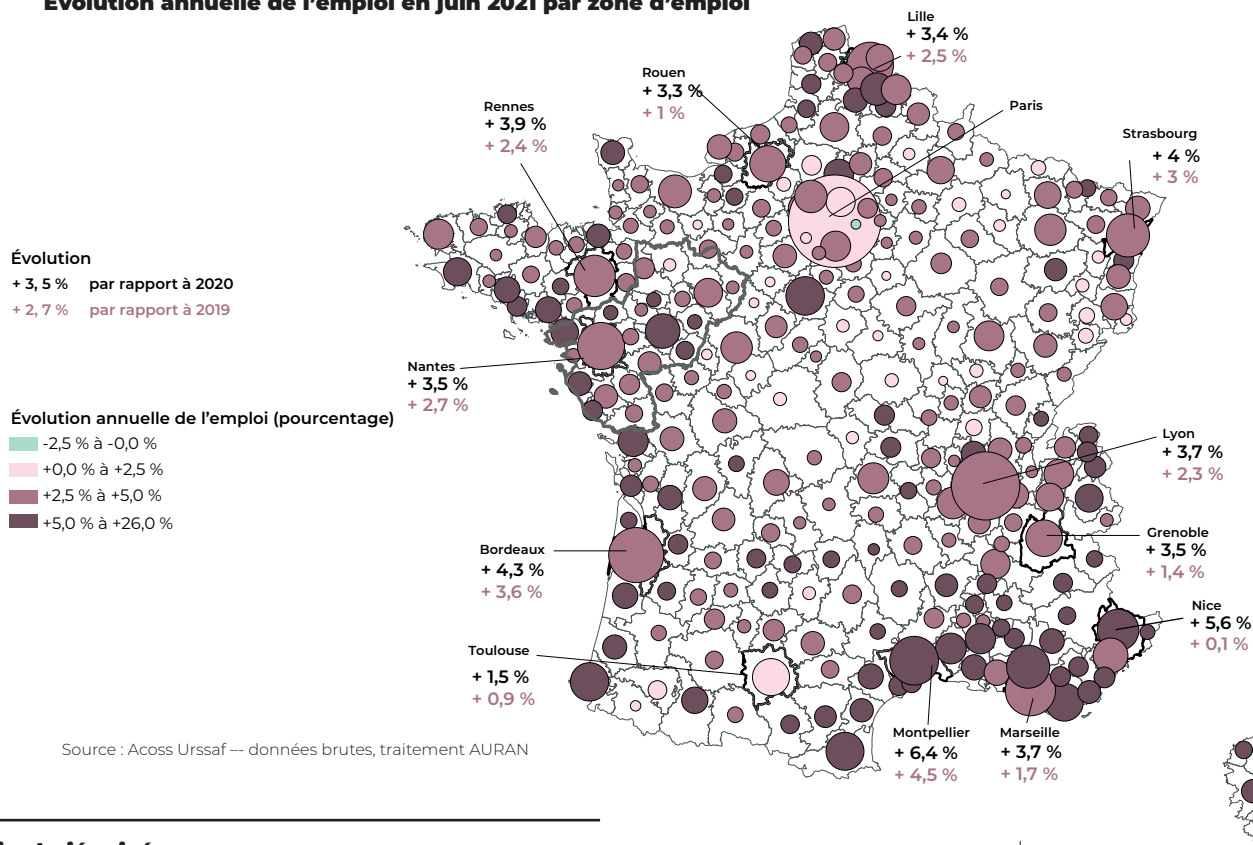 Évolution annuelle de l'emploi en juin 2021 par zone d'emploi
Lille
+ 3,4 %
+ 2,5 %
Rouen
+ 3,3 %
+ 1 %
Rennes
+ 3,9 %
+ 2,4 %
Paris
Strasbourg
+ 4 %
+ 3 %
Évolution
+ 3, 5 % par rapport à 2020
+ 2, 7 % par rapport à 2019
Nantes
+ 3,5 %
+ 2,7 %
Évolution annuelle de l'emploi (pourcentage)
-2,5 % à -0,0 %
+0,0 % à +2,5 %
+2,5 % à +5,0 %
+5,0 % à +26,0 %
Lyon
+ 3,7 %
+ 2,3 %
Grenoble
+ 3,5 %
+ 1,4 %
Bordeaux
+ 4,3 %
+ 3,6 %
Nice
+ 5,6 %
+ 0,1 %
Toulouse
+ 1,5 %
+ 0,9 %
Montpellier
+ 6,4 %
+ 4,5 %
Marseille
+ 3,7 %
+ 1,7 %
Source : Acoss Urssaf –- données brutes, traitement AURAN